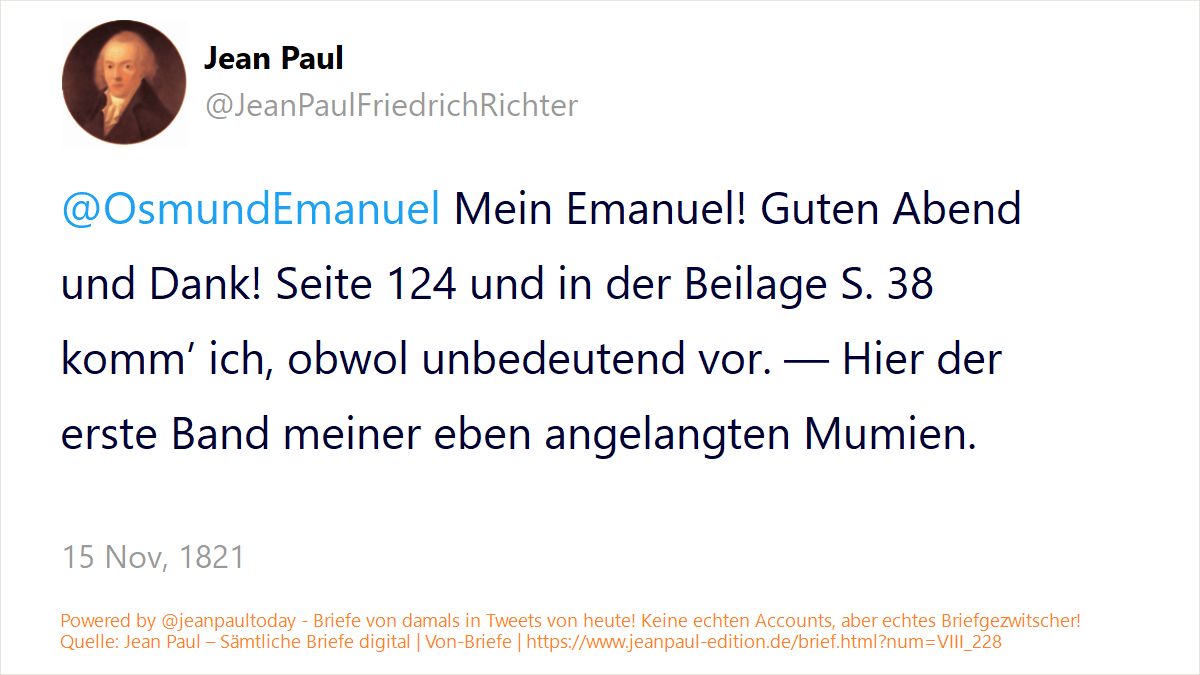 Jean Paul
@JeanPaulFriedrichRichter
@OsmundEmanuel Mein Emanuel! Guten Abend
und Dank! Seite 124 und in der Beilage S. 38
komm’ ich, obwol unbedeutend vor. — Hier der
erste Band meiner eben angelangten Mumien.
15 Nov, 1821
Powered by @jeanpaultoday - Briefe von damals in Tweets von heute! Keine echten Accounts, aber echtes Briefgezwitscher!
Quelle: Jean Paul – Sämtliche Briefe digital | Von-Briefe | https://www.jeanpaul-edition.de/brief.html?num=VIII_228